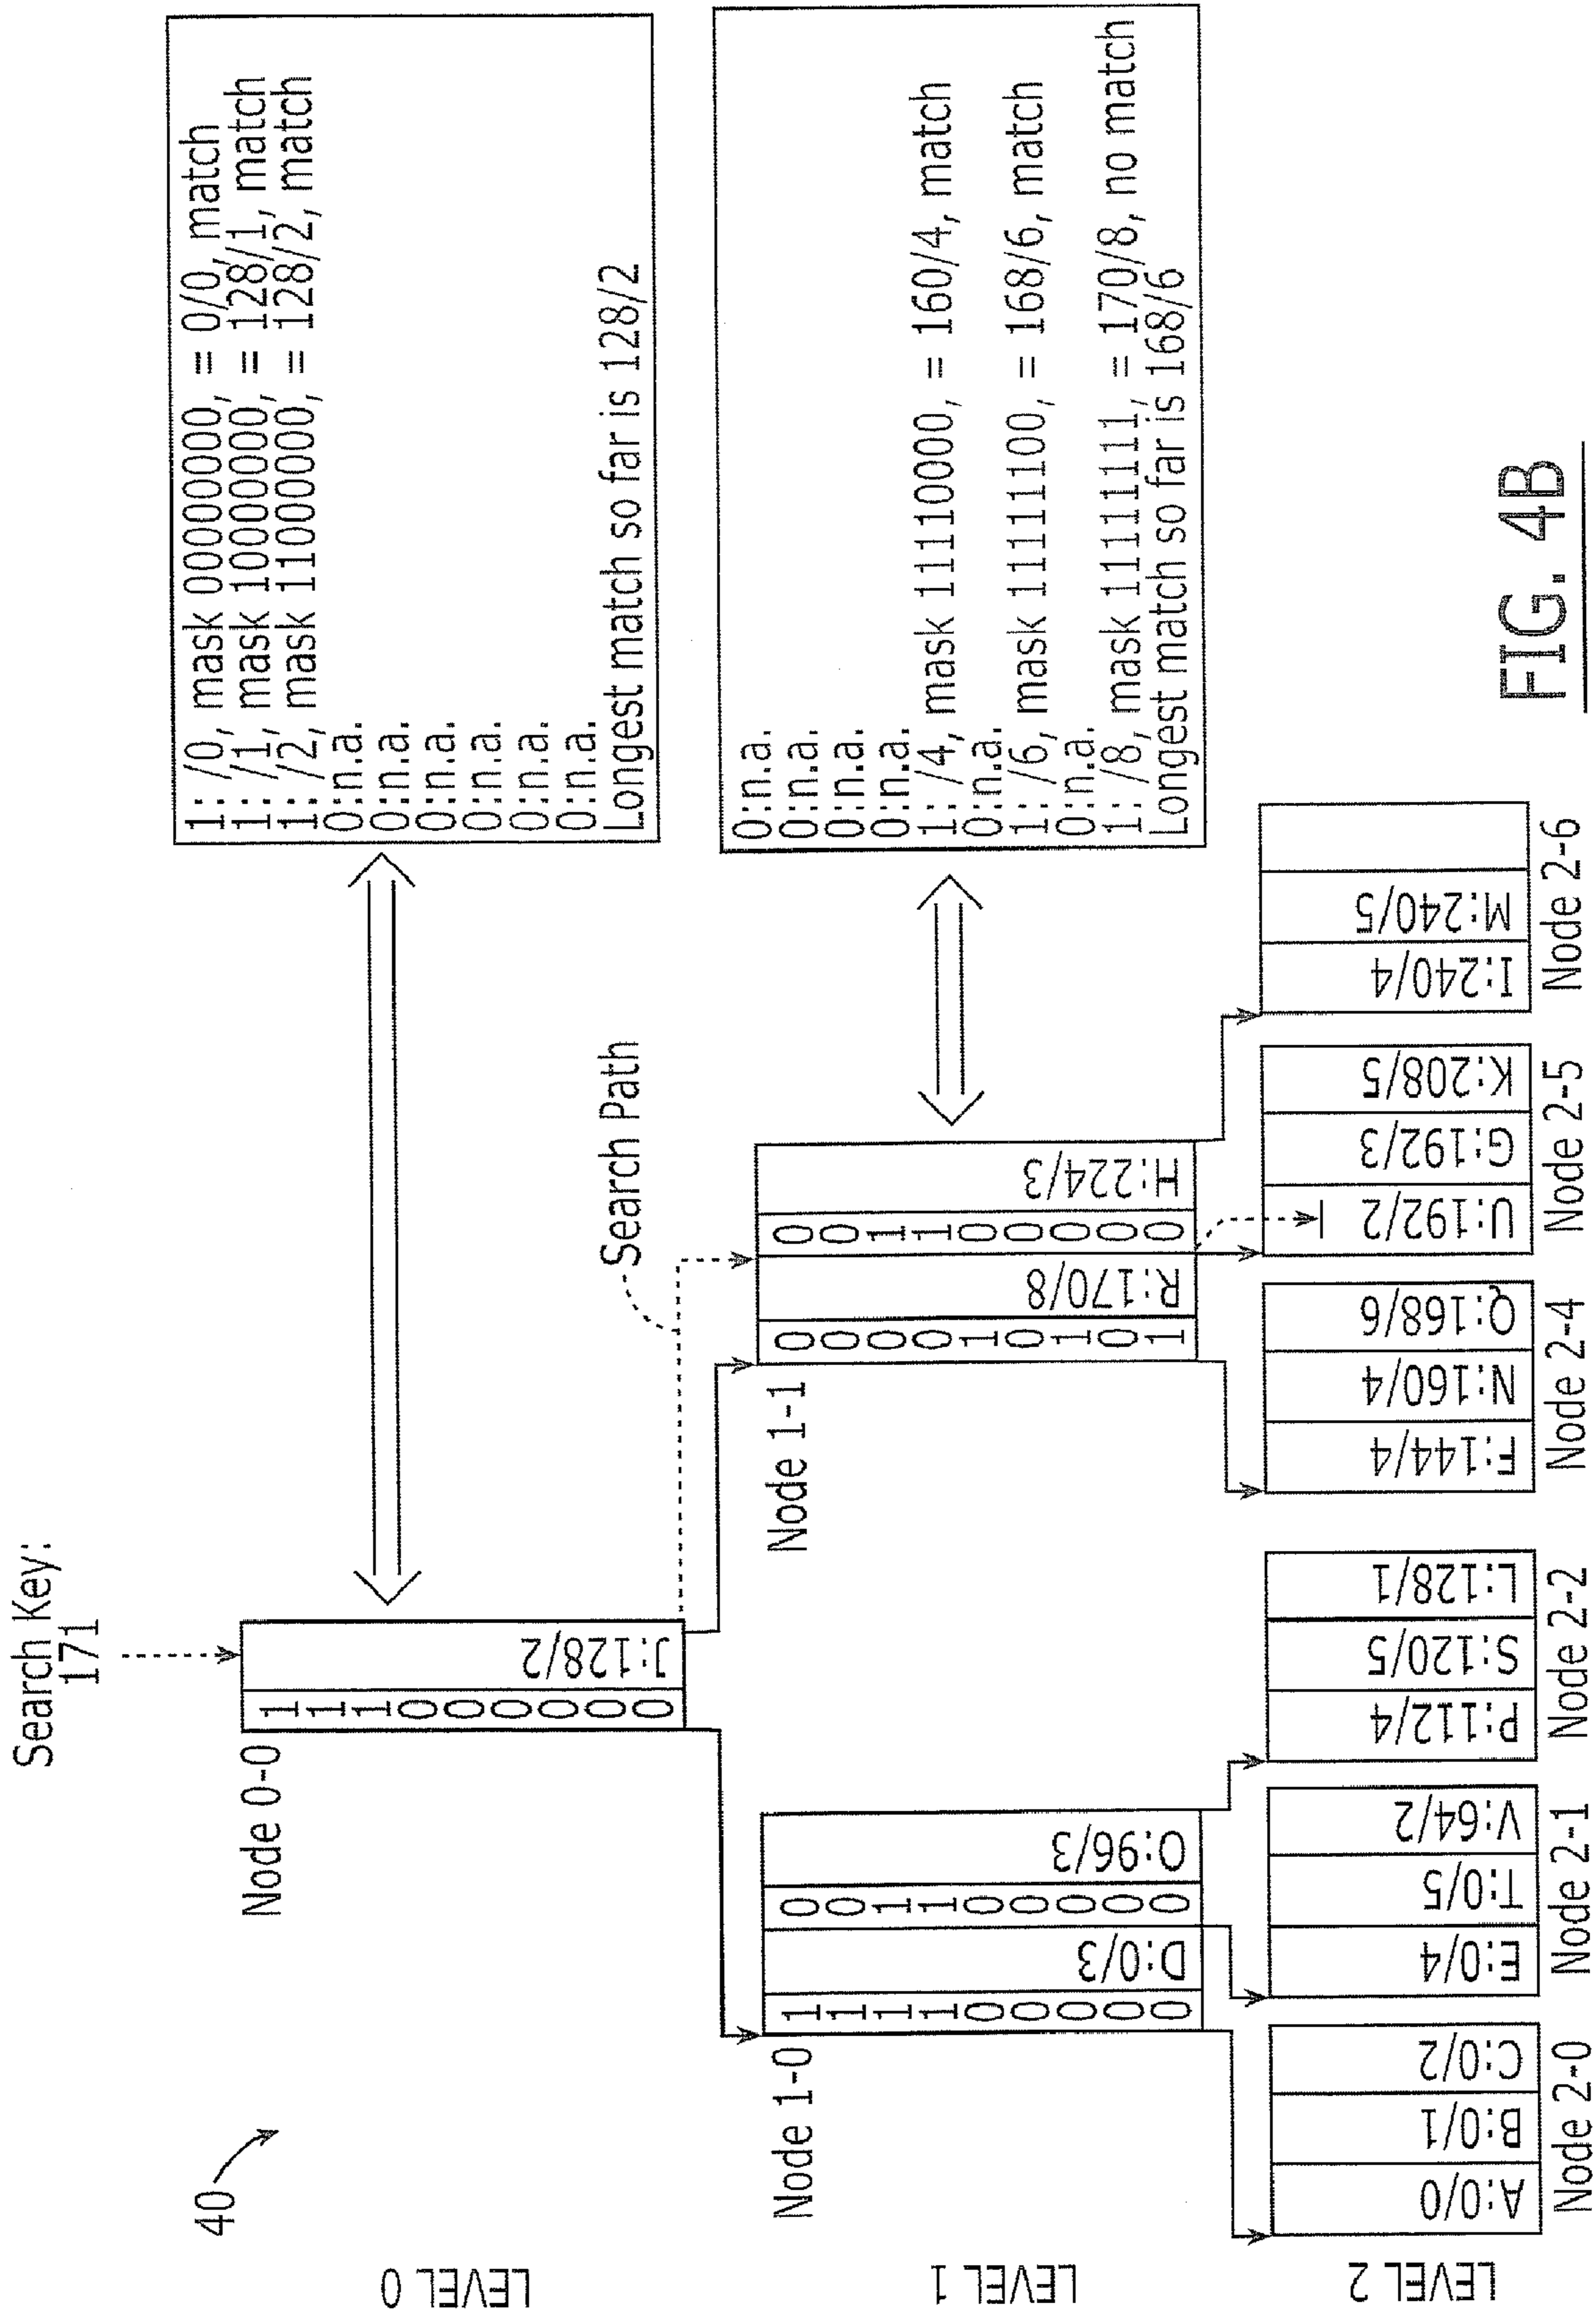 Search Key:
171
40
LEVEL 0
Node 0-0
111000000
J:128/2
1: /0, mask 00000000, = 0/0, match
1: /1, mask 10000000, = 128/1, match
1: /2, mask 11000000, = 128/2, match
0:n.a.
0:n.a.
0:n.a.
0:n.a.
0:n.a.
0:n.a.
Longest match so far is 128/2
Search Path
LEVEL 1
Node 1-0
111100000
D:0/3
001100000
O:96/3
Node 1-1
000010101
R:170/8
001100000
H:224/3
0:n.a.
0:n.a.
0:n.a.
0:n.a.
1: /4, mask 11110000, = 160/4, match
0:n.a.
1: /6, mask 11111100, = 168/6, match
0:n.a.
1: /8, mask 11111111, = 170/8, no match
Longest match so far is 168/6
LEVEL 2
A:0/0
B:0/1
C:0/2
Node 2-0
E:0/4
T:0/5
V:64/2
Node 2-1
P:112/4
S:120/5
L:128/1
Node 2-2
F:144/4
N:160/4
Q:168/6
Node 2-4
U:192/2
G:192/3
K:208/5
Node 2-5
I:240/4
M:240/5
Node 2-6
FIG. 4B